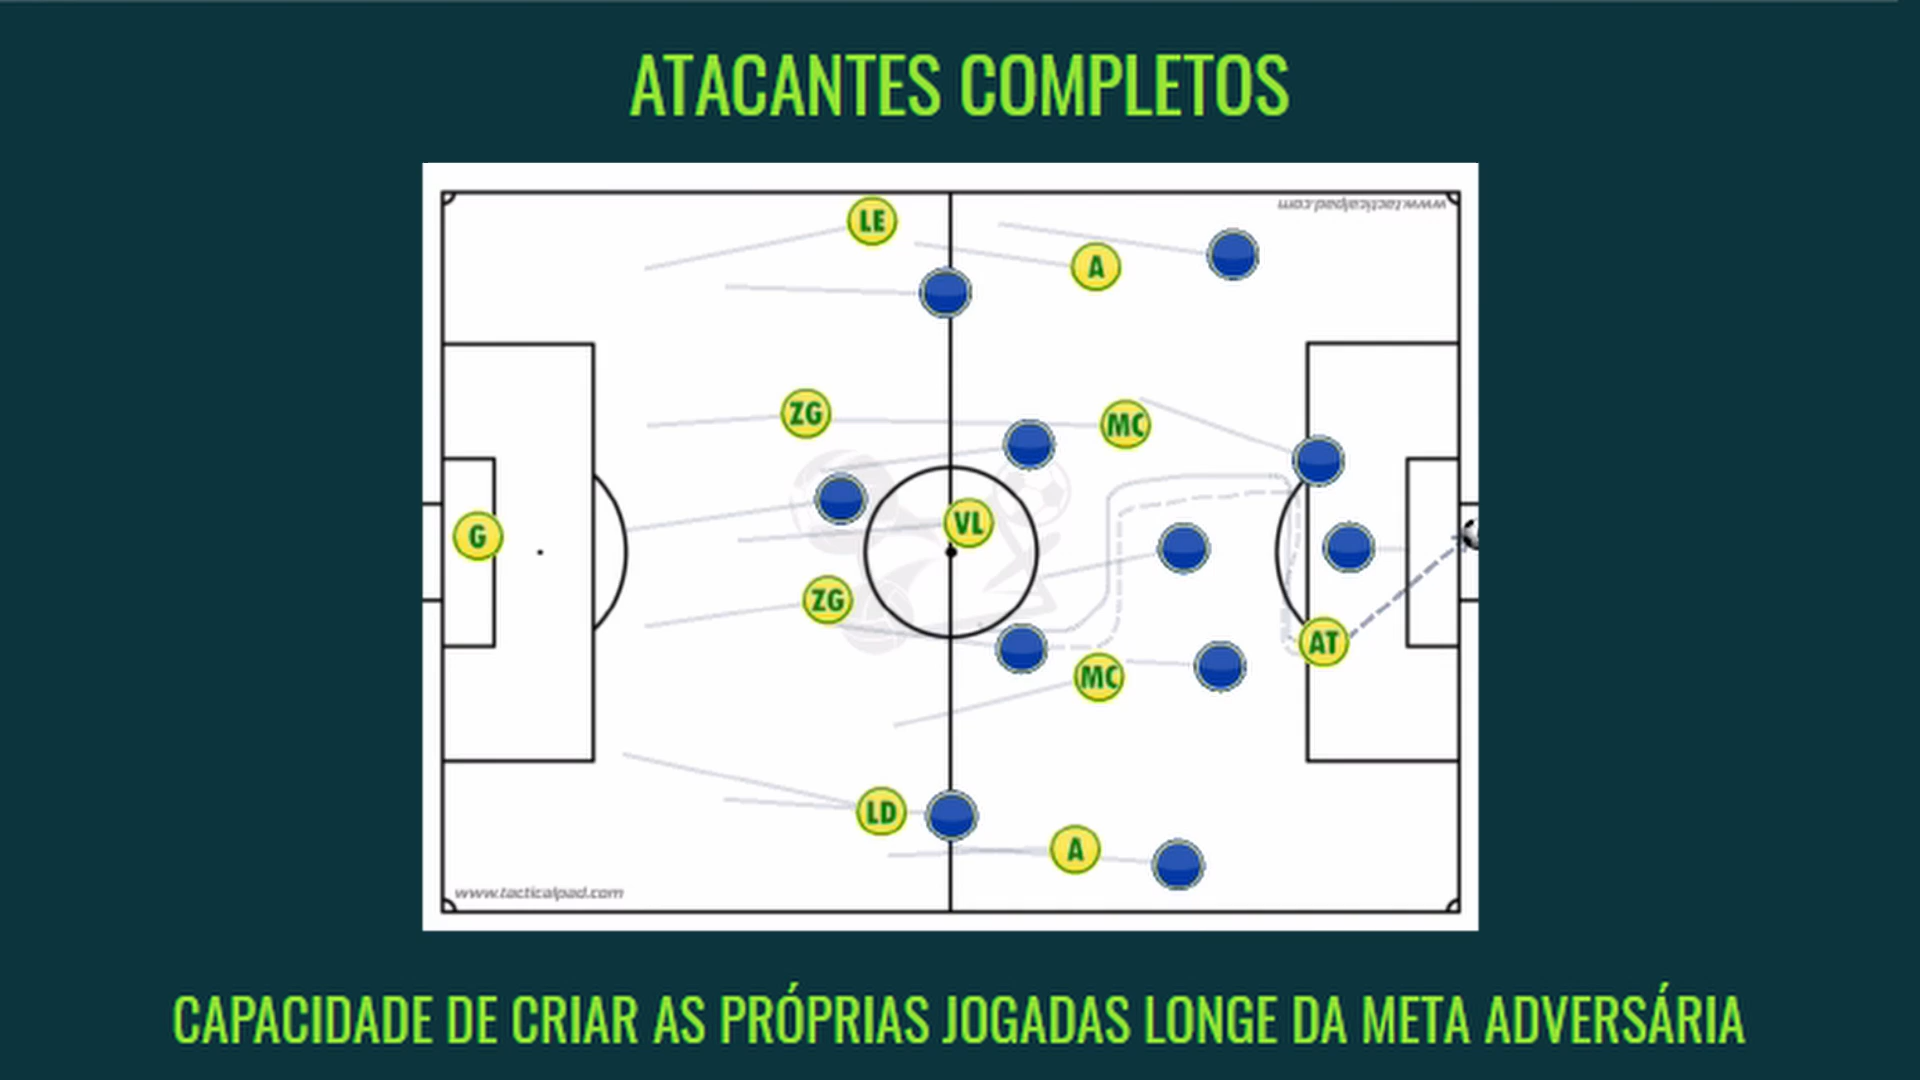 ATACANTES COMPLETOS
www.tacticalpad.com
LE
A
ZG
MC
G
VL
ZG
AT
MC
LD
A
www.tacticalpad.com
CAPACIDADE DE CRIAR AS PRÓPRIAS JOGADAS LONGE DA META ADVERSÁRIA